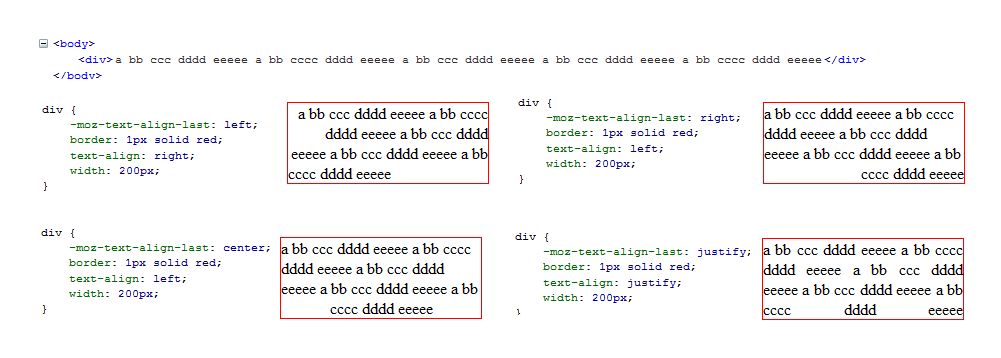 <body>
<div>a bb ccc dddd eeeee a bb cccc dddd eeeee a bb ccc dddd eeeee a bb ccc dddd eeeee a bb cccc dddd eeeee</div>
</body>
div {
-moz-text-align-last: left;
border: 1px solid red;
text-align: right;
width: 200px;
}
a bb ccc dddd eeeee a bb cccc
dddd eeeee a bb ccc dddd
eeeee a bb ccc dddd eeeee a bb
cccc dddd eeeee
div {
-moz-text-align-last: right;
border: 1px solid red;
text-align: left;
width: 200px;
}
a bb ccc dddd eeeee a bb cccc
dddd eeeee a bb ccc dddd
eeeee a bb ccc dddd eeeee a bb
cccc dddd eeeee
div {
-moz-text-align-last: center;
border: 1px solid red;
text-align: left;
width: 200px;
}
a bb ccc dddd eeeee a bb cccc
dddd eeeee a bb ccc dddd
eeeee a bb ccc dddd eeeee a bb
cccc dddd eeeee
div {
-moz-text-align-last: justify;
border: 1px solid red;
text-align: justify;
width: 200px;
}
a bb ccc dddd eeeee a bb cccc
dddd eeeee a bb ccc dddd
eeeee a bb ccc dddd eeeee a bb
cccc dddd eeeee